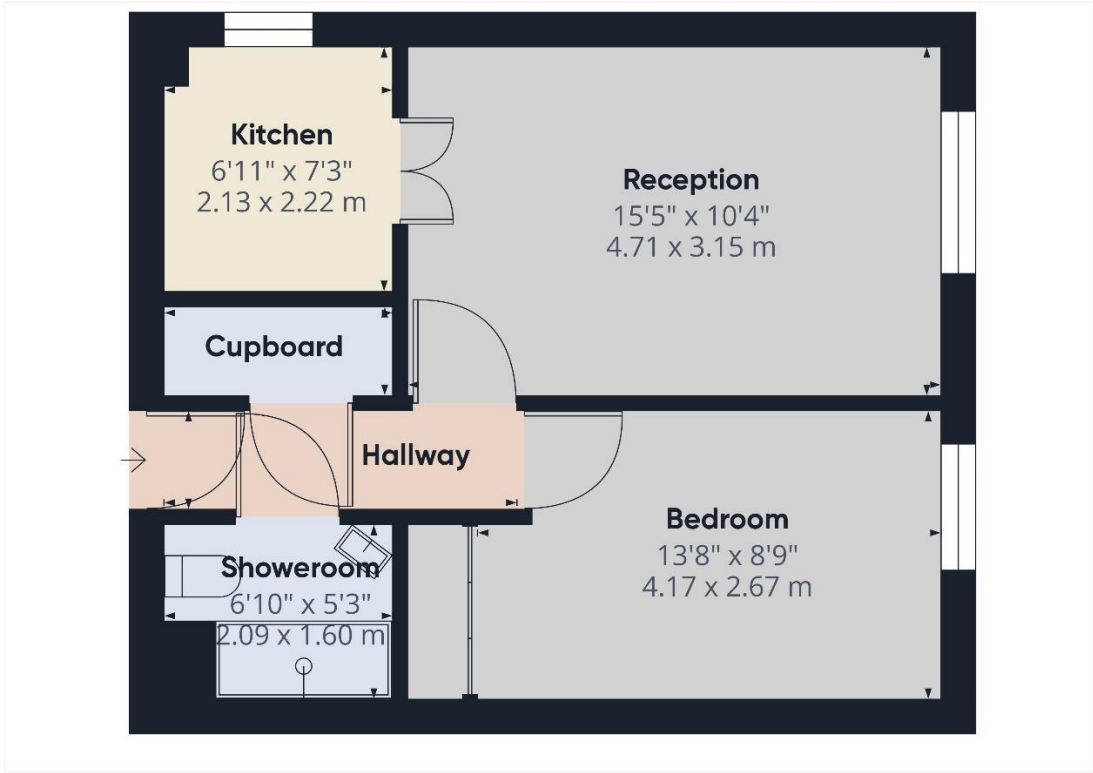 Kitchen
6'11" x 7'3"
2.13 x 2.22 m
Reception
15'5" x 10'4"
4.71 x 3.15 m
Cupboard
Hallway
Bedroom
13'8" x 8'9"
4.17 x 2.67 m
Showeroom
6'10" x 5'3"
2.09 x 1.60 m